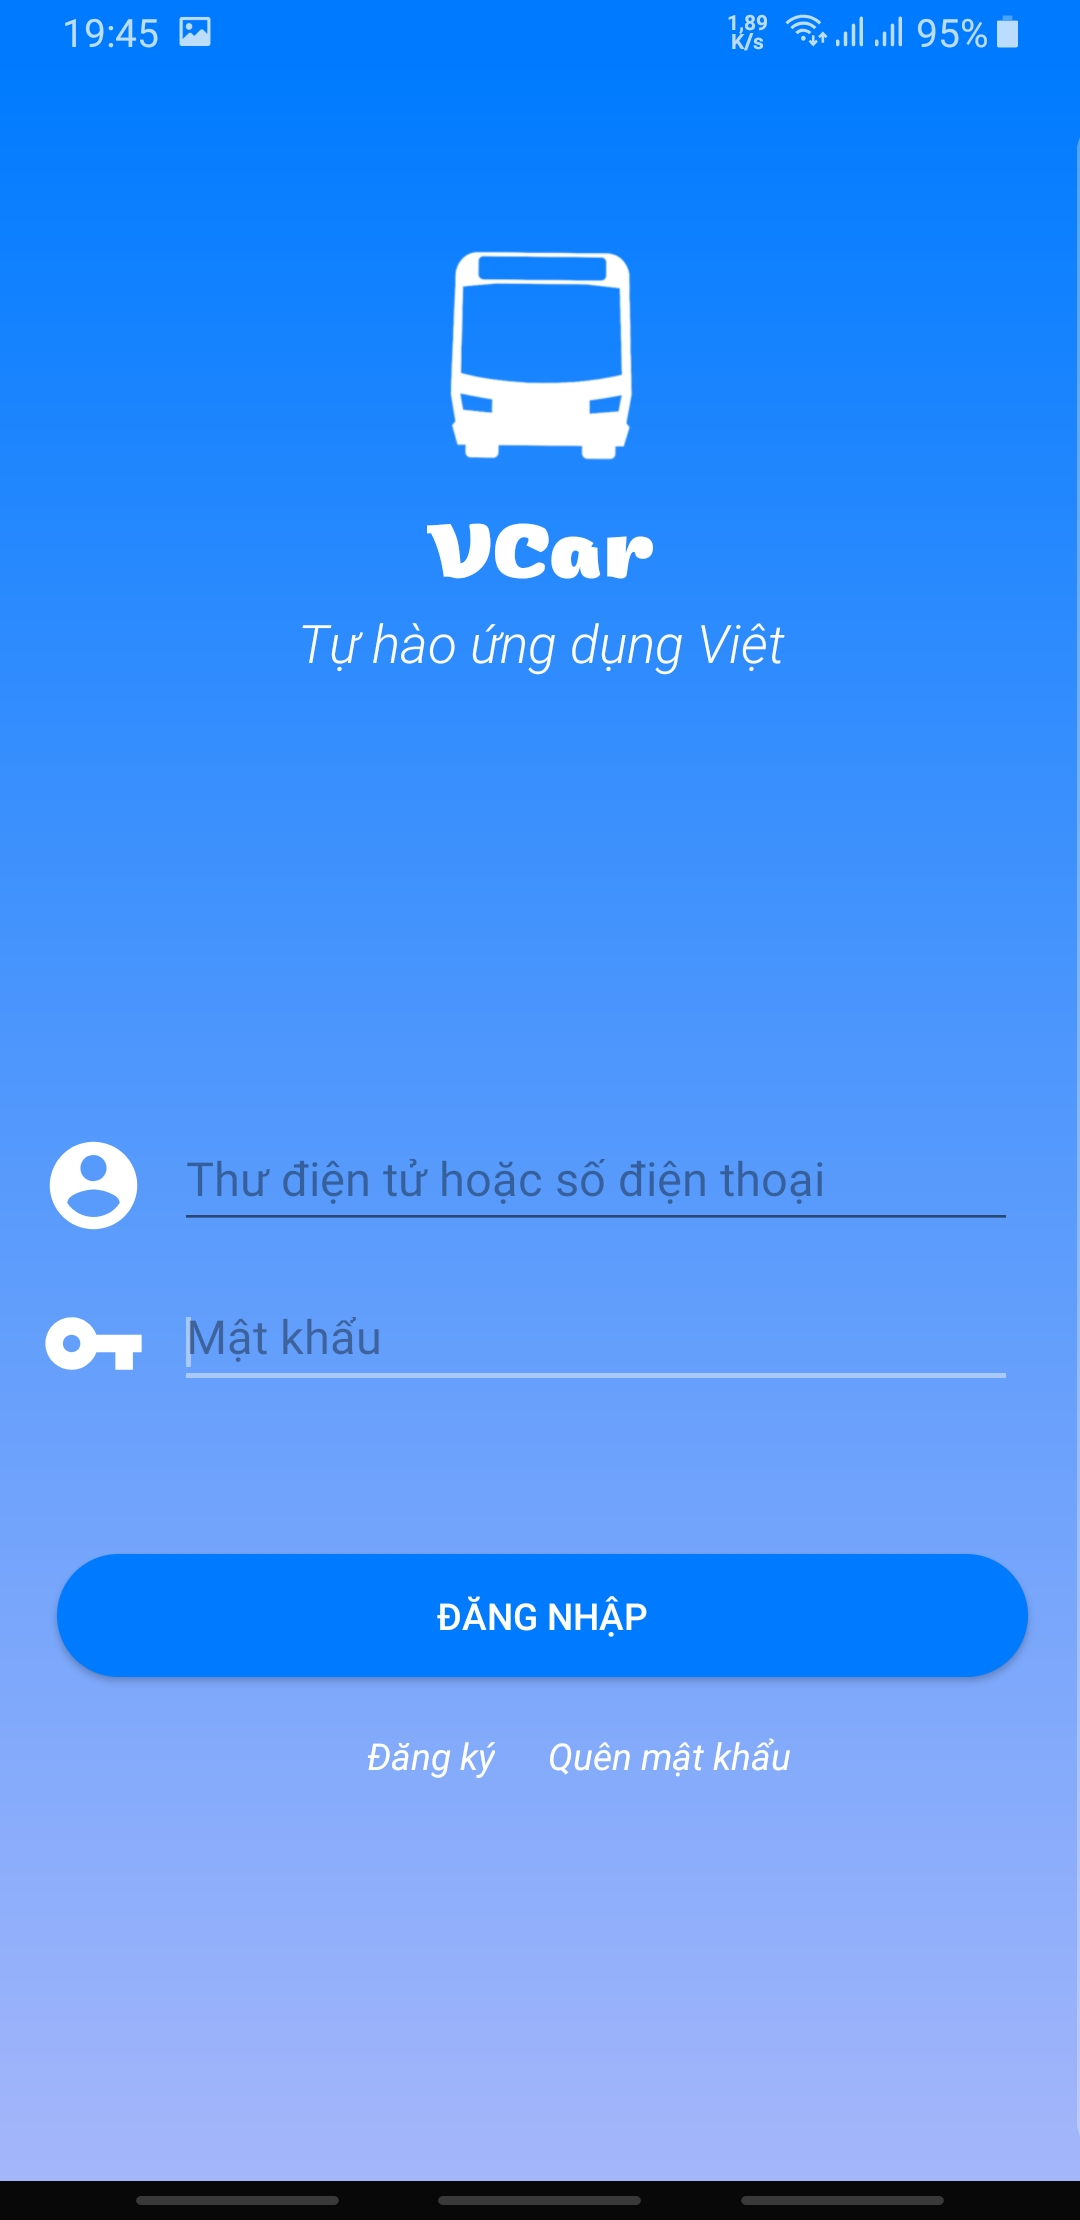 19:45 1,89 K/s 95%
VCar
Tự hào ứng dụng Việt
Thư điện tử hoặc số điện thoại
Mật khẩu
ĐĂNG NHẬP
Đăng ký Quên mật khẩu